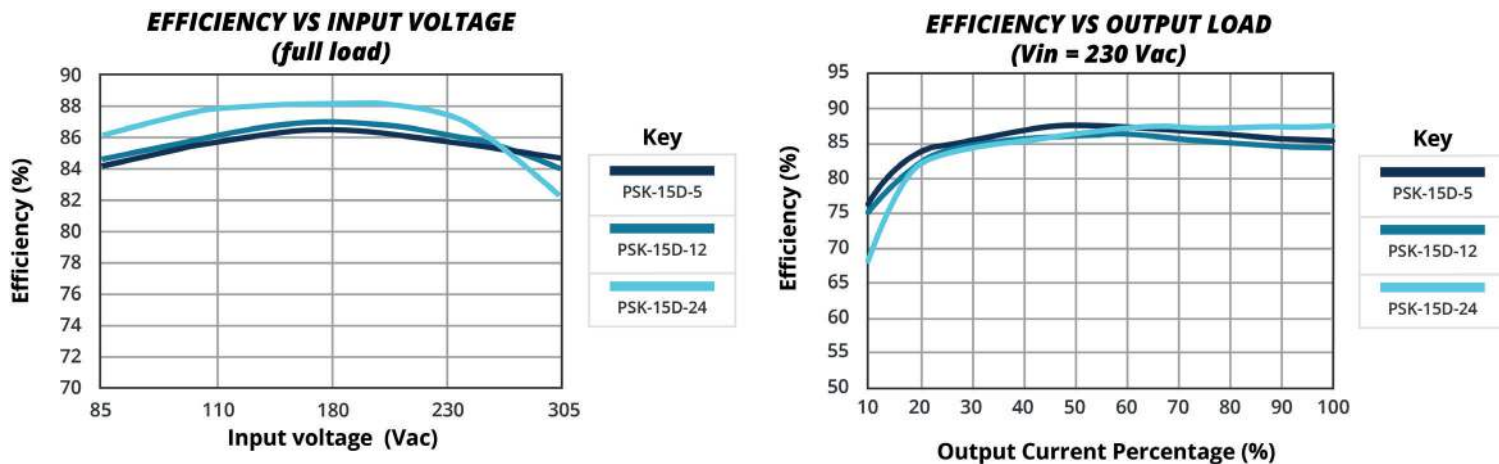 EFFICIENCY VS INPUT VOLTAGE
(full load)
90
88
86
84
82
80
78
76
74
72
70
Efficiency (%)
85 110 180 230 305
Input voltage (Vac)
Key
PSK-15D-5
PSK-15D-12
PSK-15D-24
EFFICIENCY VS OUTPUT LOAD
(Vin = 230 Vac)
95
90
85
80
75
70
65
60
55
50
Efficiency (%)
10 20 30 40 50 60 70 80 90 100
Output Current Percentage (%)
Key
PSK-15D-5
PSK-15D-12
PSK-15D-24